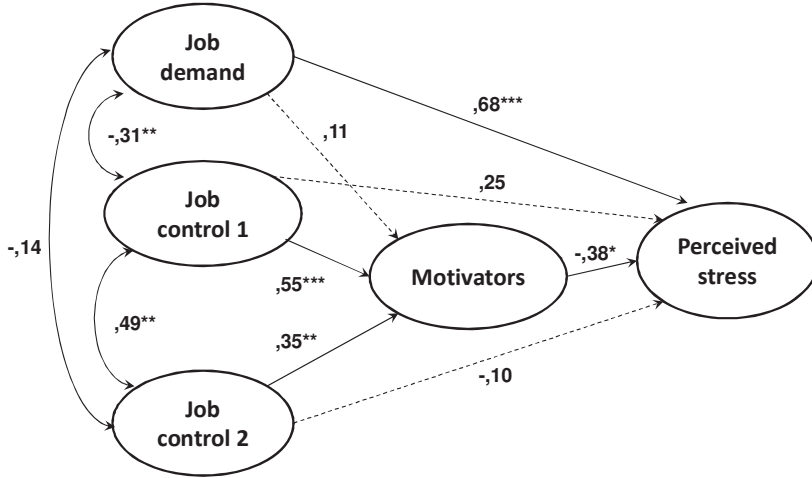 Job
demand
,68***
-,31**
,11
Job
control 1
,25
-,14
,55***
Motivators
-,38*
Perceived
stress
,49**
,35**
-,10
Job
control 2